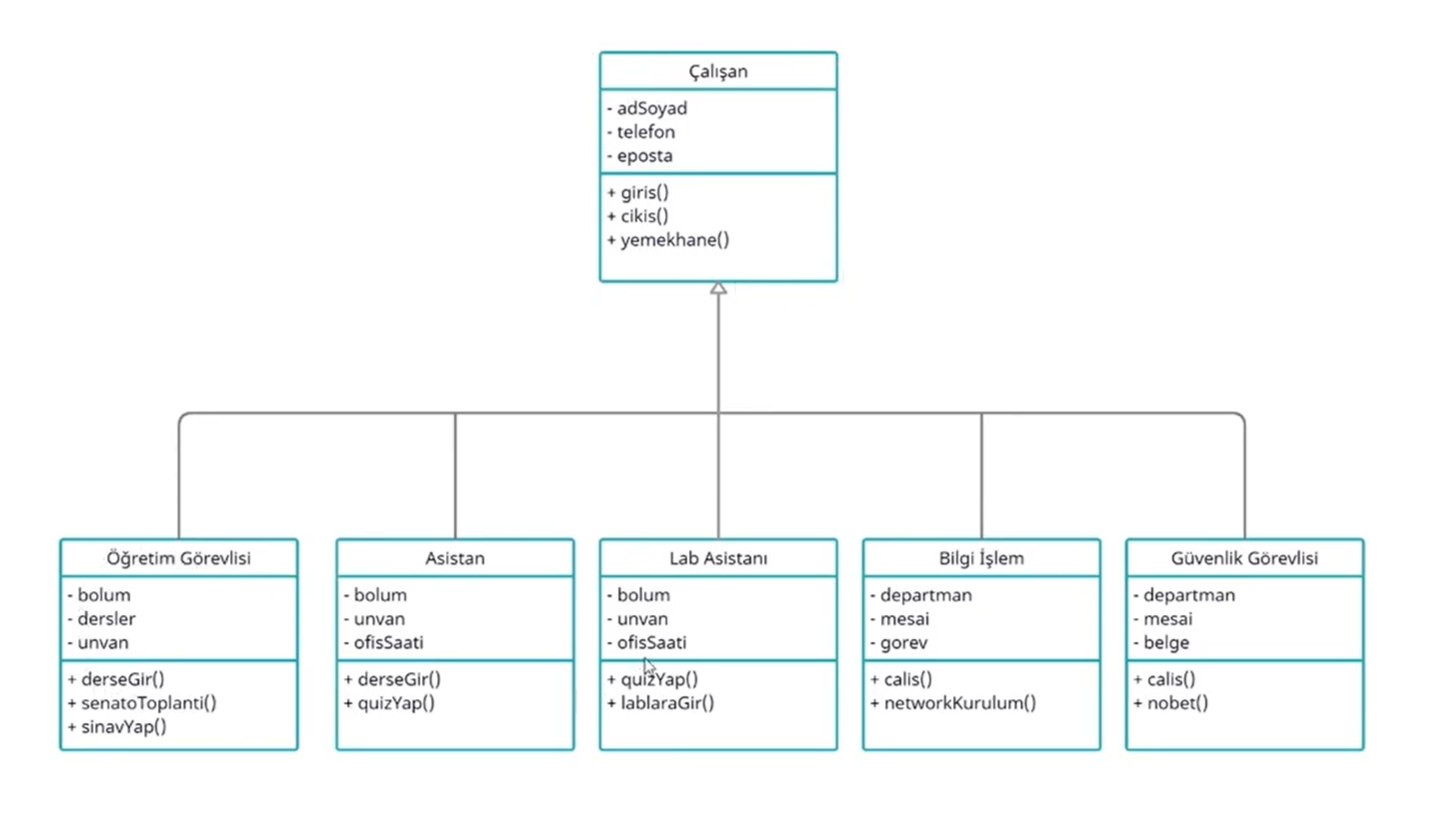 Çalışan
- adSoyad
- telefon
- eposta
+ giris()
+ cikis()
+ yemekhane()
Öğretim Görevlisi
- bolum
- dersler
- unvan
+ derseGir()
+ senatoToplanti()
+ sinavYap()
Asistan
- bolum
- unvan
- ofisSaati
+ derseGir()
+ quizYap()
Lab Asistanı
- bolum
- unvan
- ofisSaati
+ quizYap()
+ lablaraGir()
Bilgi İşlem
- departman
- mesai
- gorev
+ calis()
+ networkKurulum()
Güvenlik Görevlisi
- departman
- mesai
- belge
+ calis()
+ nobet()